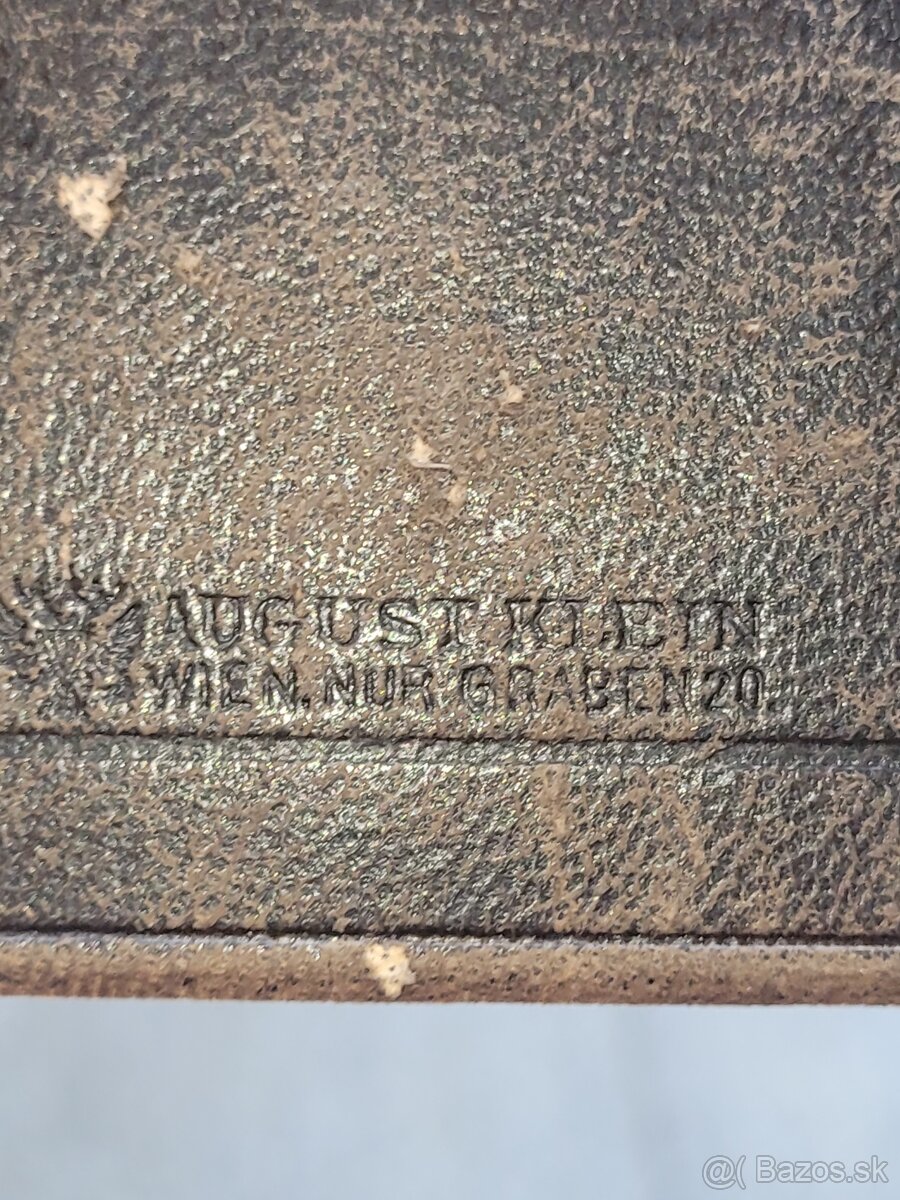 AUGUST KLEIN
WIEN, NUR GRABEN 20
@( Bazos.sk